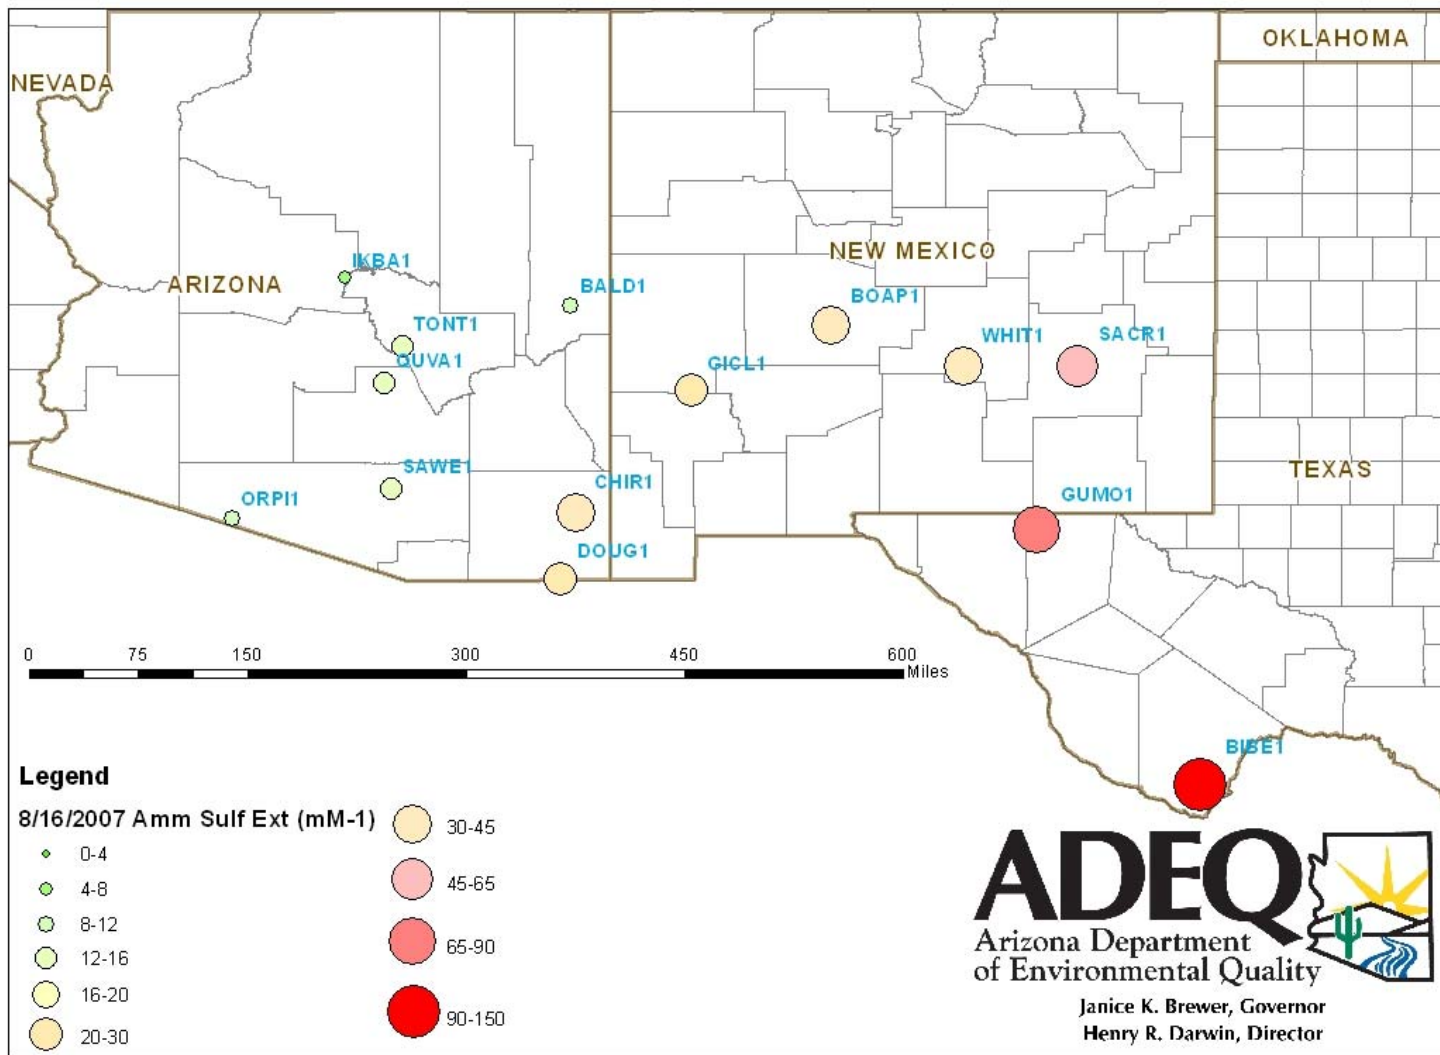 OKLAHOMA
NEVADA
NEW MEXICO
IKBA1
ARIZONA
BALD1
BOAP1
TONT1
WHIT1
SACR1
QUVA1
GICL1
SAWE1
TEXAS
CHIR1
ORPI1
GUMO1
DOUG1
0 75 150 300 450 600
Miles
BIBE1
Legend
8/16/2007 Amm Sulf Ext (mM-1)
0-4
4-8
8-12
12-16
16-20
20-30
30-45
45-65
65-90
90-150
ADEQ
Arizona Department
of Environmental Quality
Janice K. Brewer, Governor
Henry R. Darwin, Director